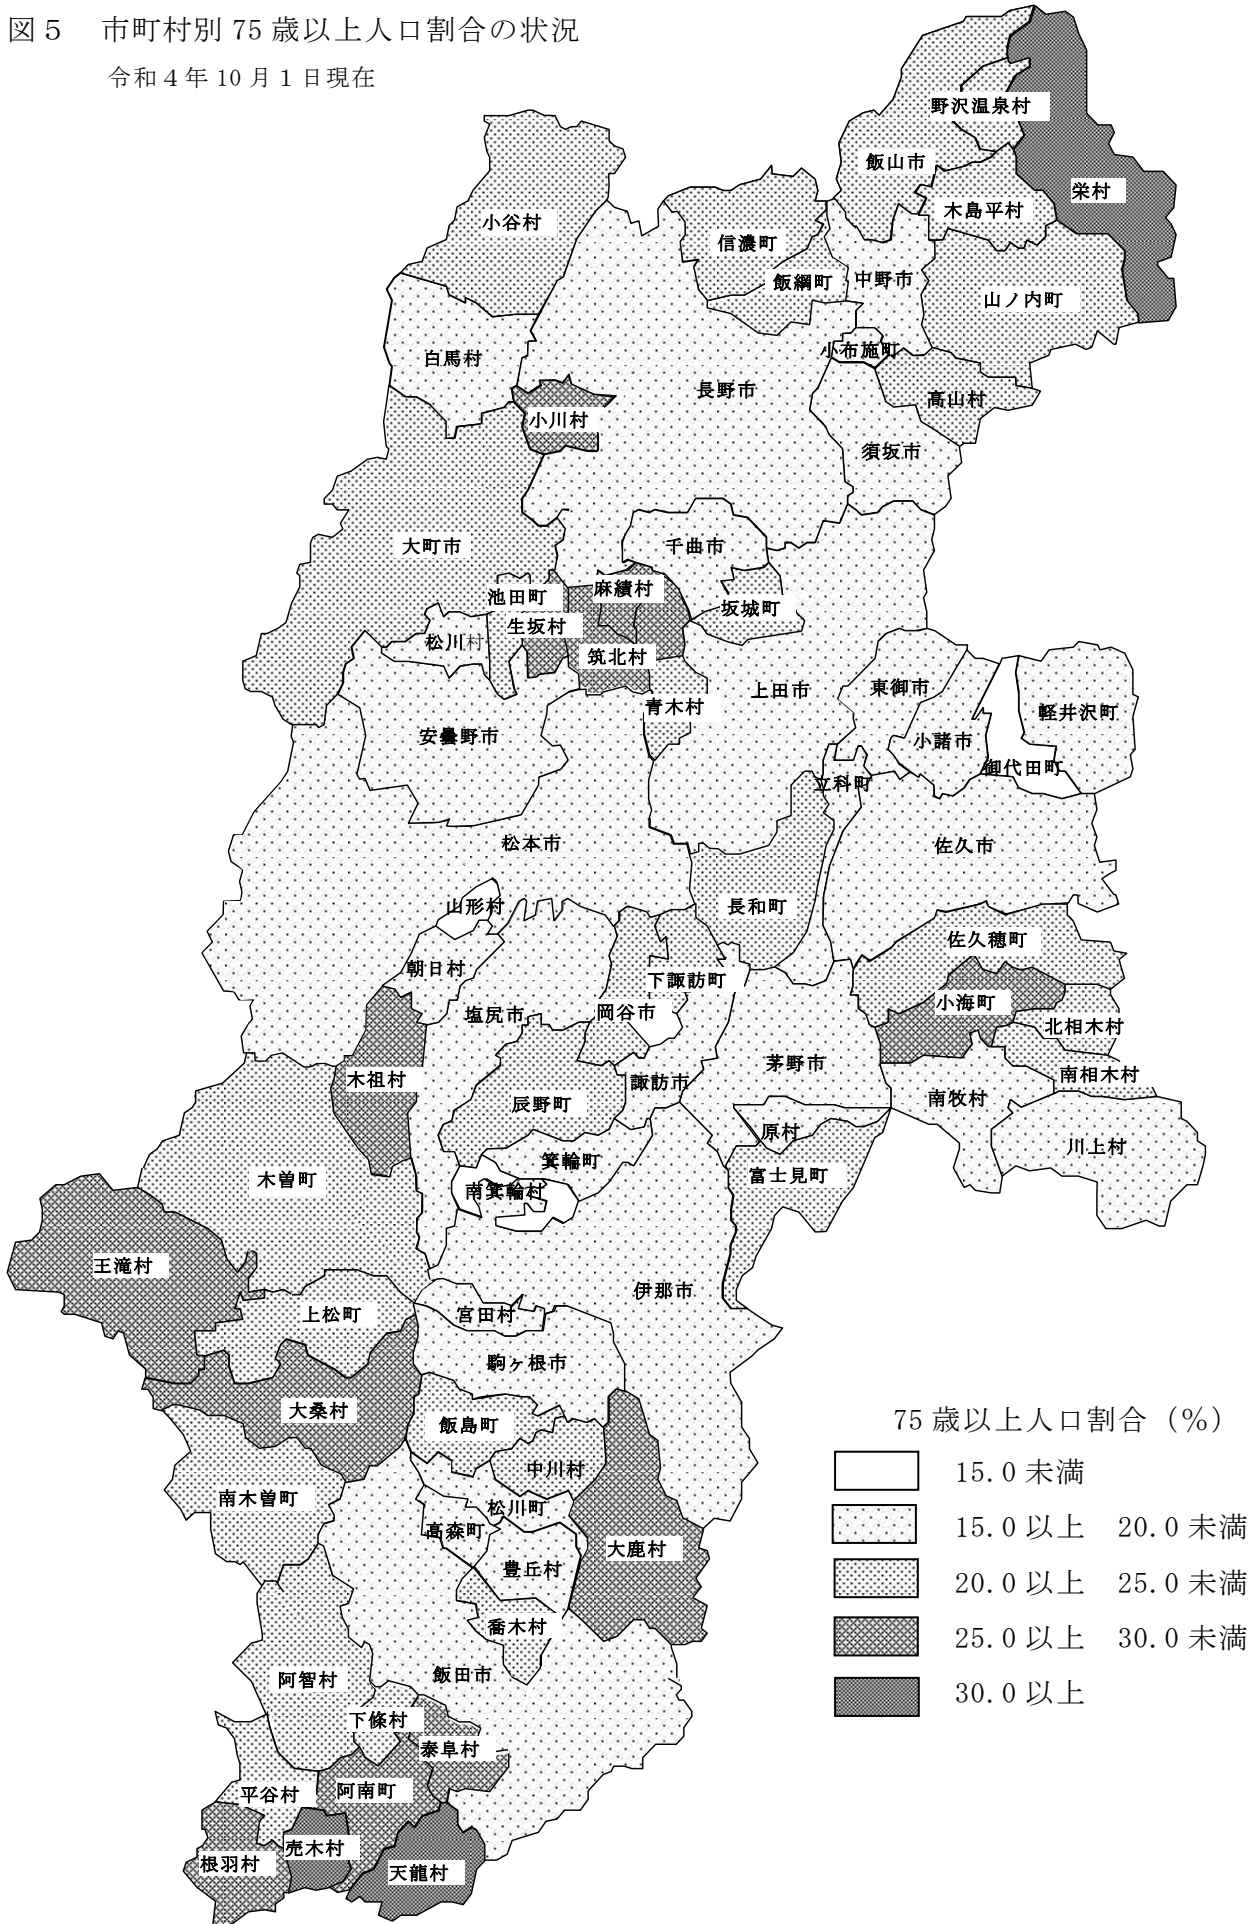 図５　市町村別 75 歳以上人口割合の状況
令和４年 10 月１日現在
野沢温泉村
飯山市
栄村
木島平村
小谷村
信濃町
飯綱町
中野市
山ノ内町
白馬村
小布施町
長野市
高山村
小川村
須坂市
大町市
千曲市
池田町
麻績村
坂城町
生坂村
松川村
筑北村
上田市
東御市
青木村
軽井沢町
安曇野市
小諸市
御代田町
立科町
松本市
佐久市
山形村
長和町
佐久穂町
朝日村
下諏訪町
小海町
塩尻市
岡谷市
北相木村
茅野市
木祖村
諏訪市
南相木村
辰野町
南牧村
原村
川上村
箕輪町
木曽町
富士見町
南箕輪村
王滝村
伊那市
上松町
宮田村
駒ヶ根市
大桑村
飯島町
75 歳以上人口割合（%）
中川村
15.0 未満
南木曽町
松川町
高森町
15.0 以上　20.0 未満
大鹿村
豊丘村
20.0 以上　25.0 未満
喬木村
25.0 以上　30.0 未満
飯田市
阿智村
30.0 以上
下條村
泰阜村
阿南町
平谷村
売木村
根羽村
天龍村